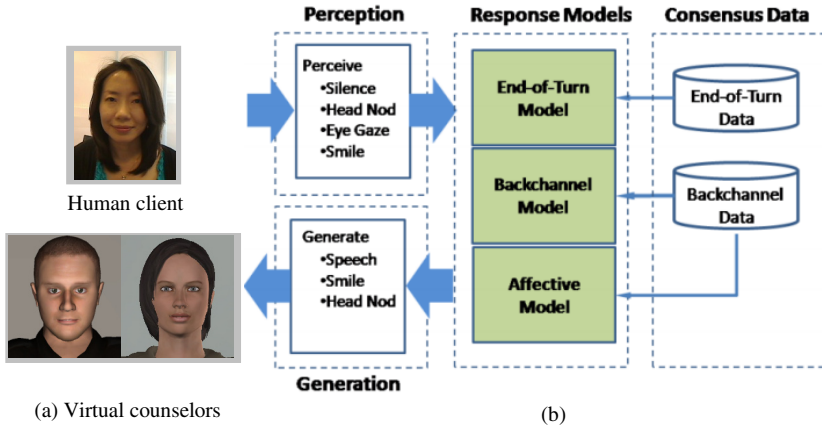 Perception
Response Models
Consensus Data
Perceive
•Silence
•Head Nod
•Eye Gaze
•Smile
End-of-Turn
Model
End-of-Turn
Data
Human client
Backchannel
Model
Backchannel
Data
Generate
•Speech
•Smile
•Head Nod
Affective
Model
Generation
(a) Virtual counselors
(b)